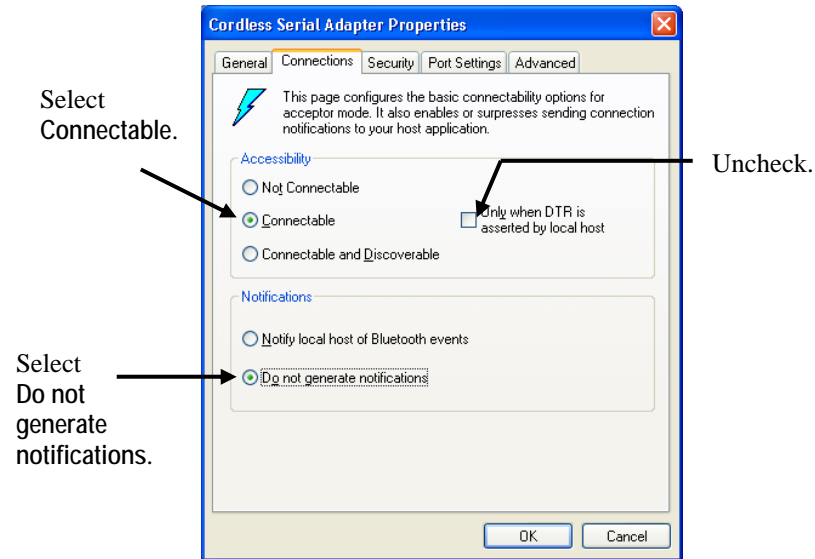 Cordless Serial Adapter Properties
General Connections Security Port Settings Advanced
This page configures the basic connectability options for
acceptor mode. It also enables or surpresses sending connection
notifications to your host application.
Select
Connectable.
Accessibility
Not Connectable
Connectable
Only when DTR is
asserted by local host
Connectable and Discoverable
Uncheck.
Notifications
Notify local host of Bluetooth events
Do not generate notifications
Select
Do not
generate
notifications.
OK Cancel